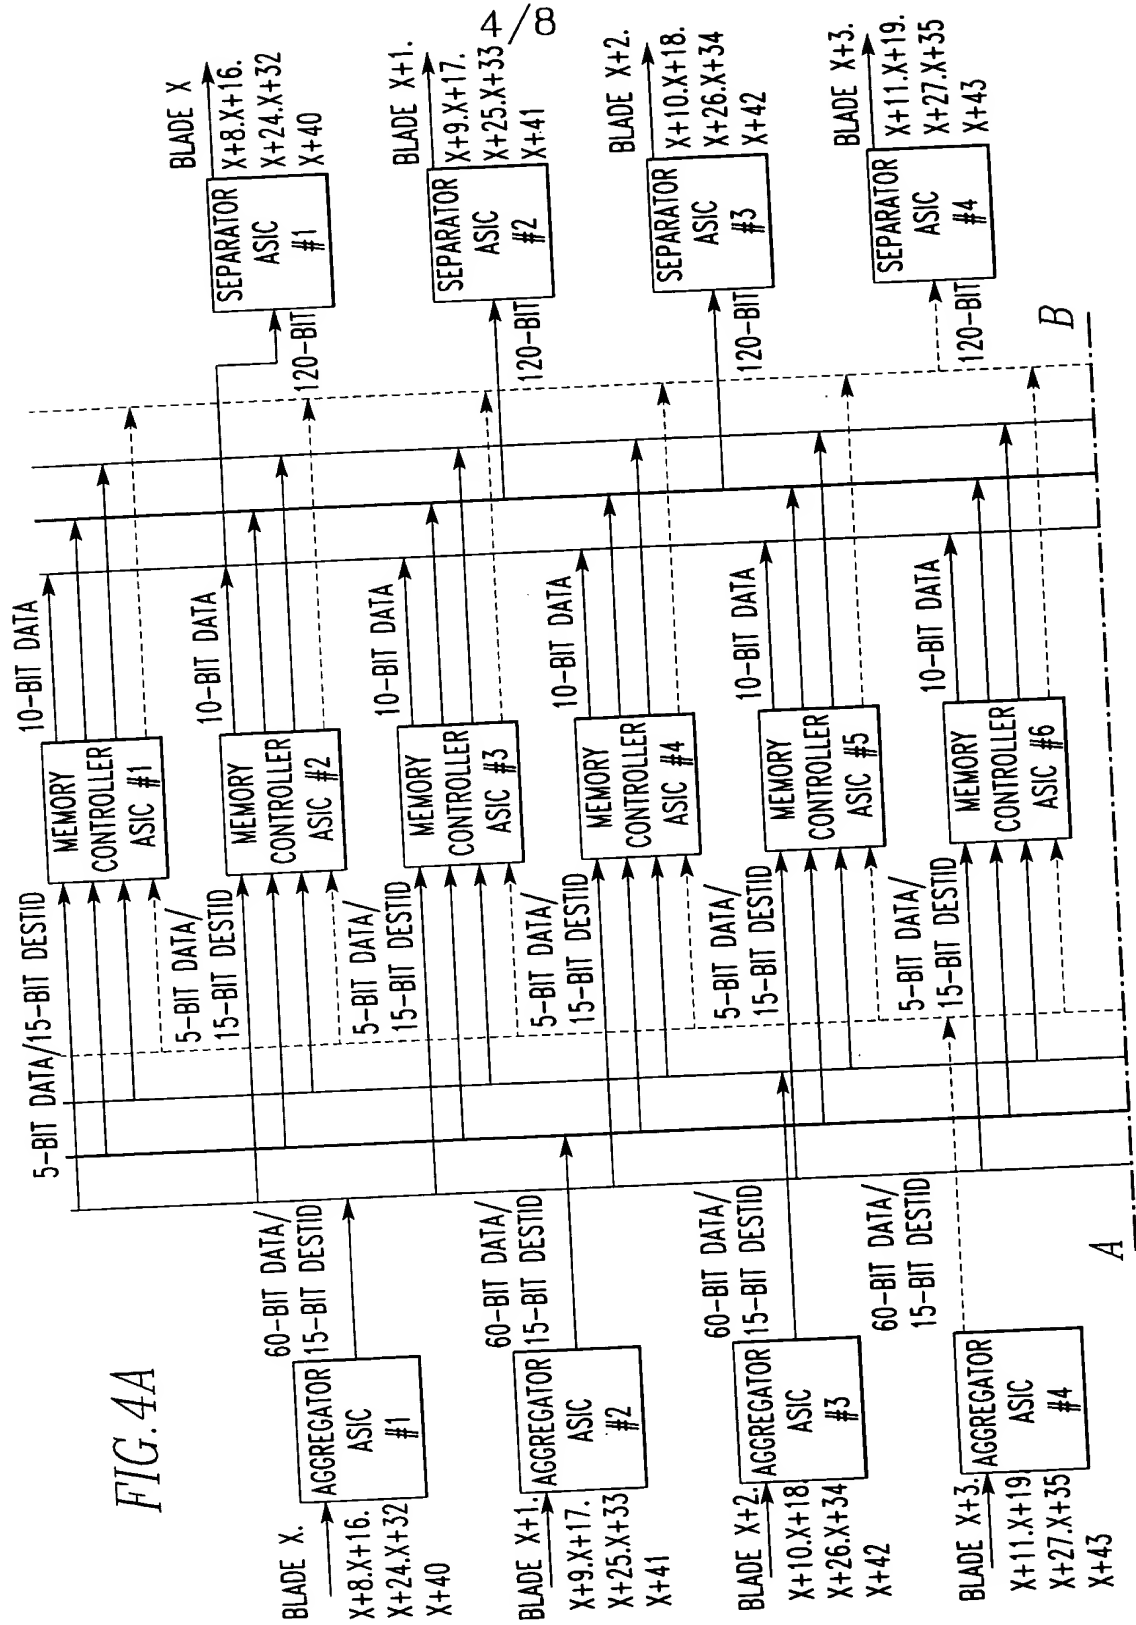 4/8
FIG.4A
BLADE X.
X+8.X+16.
X+24.X+32
X+40
AGGREGATOR
ASIC
#1
60-BIT DATA/
15-BIT DESTID
BLADE X+1.
X+9.X+17.
X+25.X+33
X+41
AGGREGATOR
ASIC
#2
60-BIT DATA/
15-BIT DESTID
BLADE X+2.
X+10.X+18.
X+26.X+34
X+42
AGGREGATOR
ASIC
#3
60-BIT DATA/
15-BIT DESTID
BLADE X+3.
X+11.X+19.
X+27.X+35
X+43
AGGREGATOR
ASIC
#4
60-BIT DATA/
15-BIT DESTID
A
5-BIT DATA/15-BIT DESTID
MEMORY
CONTROLLER
ASIC #1
10-BIT DATA
5-BIT DATA/
15-BIT DESTID
MEMORY
CONTROLLER
ASIC #2
10-BIT DATA
5-BIT DATA/
15-BIT DESTID
MEMORY
CONTROLLER
ASIC #3
10-BIT DATA
5-BIT DATA/
15-BIT DESTID
MEMORY
CONTROLLER
ASIC #4
10-BIT DATA
5-BIT DATA/
15-BIT DESTID
MEMORY
CONTROLLER
ASIC #5
10-BIT DATA
5-BIT DATA/
15-BIT DESTID
MEMORY
CONTROLLER
ASIC #6
10-BIT DATA
120-BIT
SEPARATOR
ASIC
#1
BLADE X
X+8.X+16.
X+24.X+32
X+40
120-BIT
SEPARATOR
ASIC
#2
BLADE X+1.
X+9.X+17.
X+25.X+33
X+41
120-BIT
SEPARATOR
ASIC
#3
BLADE X+2.
X+10.X+18.
X+26.X+34
X+42
120-BIT
SEPARATOR
ASIC
#4
BLADE X+3.
X+11.X+19.
X+27.X+35
X+43
B